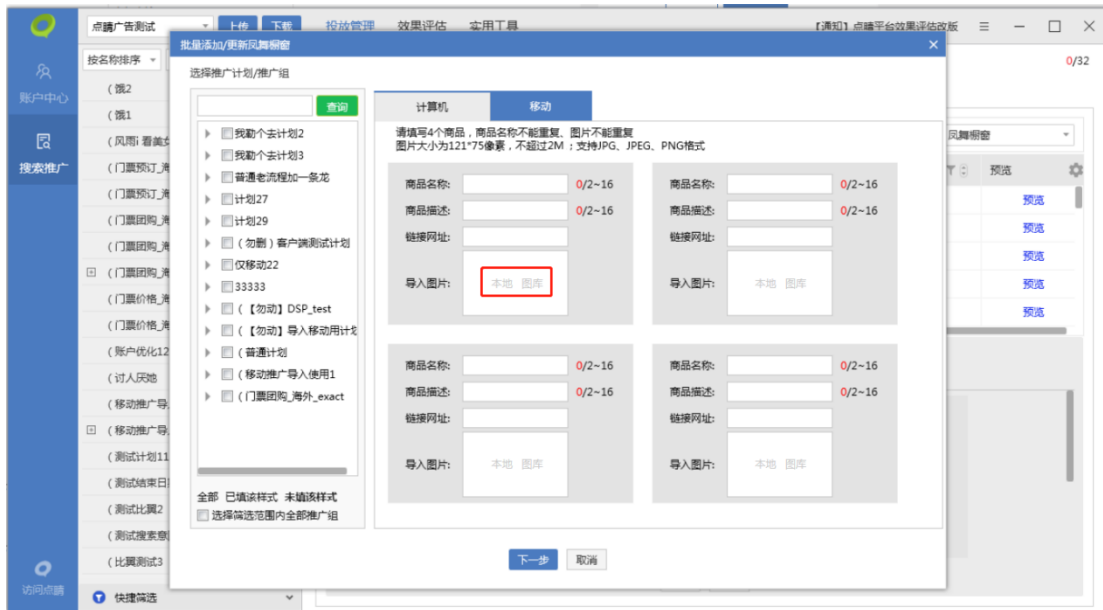 点睛广告测试 上传 下载 投放管理 效果评估 实用工具 【通知】点睛平台效果评估改版
批量添加/更新凤舞橱窗
按名称排序
0/32
账户中心
搜索推广
访问点睛
(饿2
(饿1
(风雨i 看美女
(门票预订_海
(门票预订_海
(门票团购_海
(门票团购_海
(门票团购_海
(门票价格_海
(门票价格_海
(账户优化12
(讨人厌她
(移动推广导
(移动推广导
(测试计划11
(测试结束日
(测试比翼2
(测试搜索意
(比翼测试3
快捷筛选
选择推广计划/推广组
查询
我勒个去计划2
我勒个去计划3
普通老流程加一条龙
计划27
计划29
(勿删)客户端测试计划
仅移动22
33333
(【勿动】DSP_test
(【勿动】导入移动用计划
(普通计划
(移动推广导入使用1
(门票团购_海外_exact
全部 已填该样式 未填该样式
选择筛选范围内全部推广组
计算机 移动
请填写4个商品，商品名称不能重复、图片不能重复
图片大小为121*75像素，不超过2M；支持JPG、JPEG、PNG格式
商品名称: 0/2~16
商品描述: 0/2~16
链接网址:
导入图片: 本地 图库
商品名称: 0/2~16
商品描述: 0/2~16
链接网址:
导入图片: 本地 图库
商品名称: 0/2~16
商品描述: 0/2~16
链接网址:
导入图片: 本地 图库
商品名称: 0/2~16
商品描述: 0/2~16
链接网址:
导入图片: 本地 图库
下一步 取消
凤舞橱窗
预览
预览
预览
预览
预览
预览